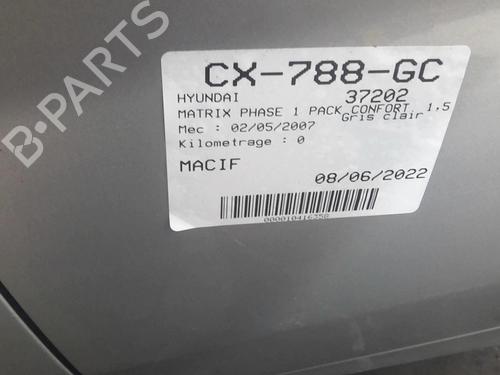 CX-788-GC
HYUNDAI 37202
MATRIX PHASE 1 PACK CONFORT 1,5
Gris clair
Mec : 02/05/2007
Kilometrage : 0
MACIF
08/06/2022
000010416258
B-PARTS